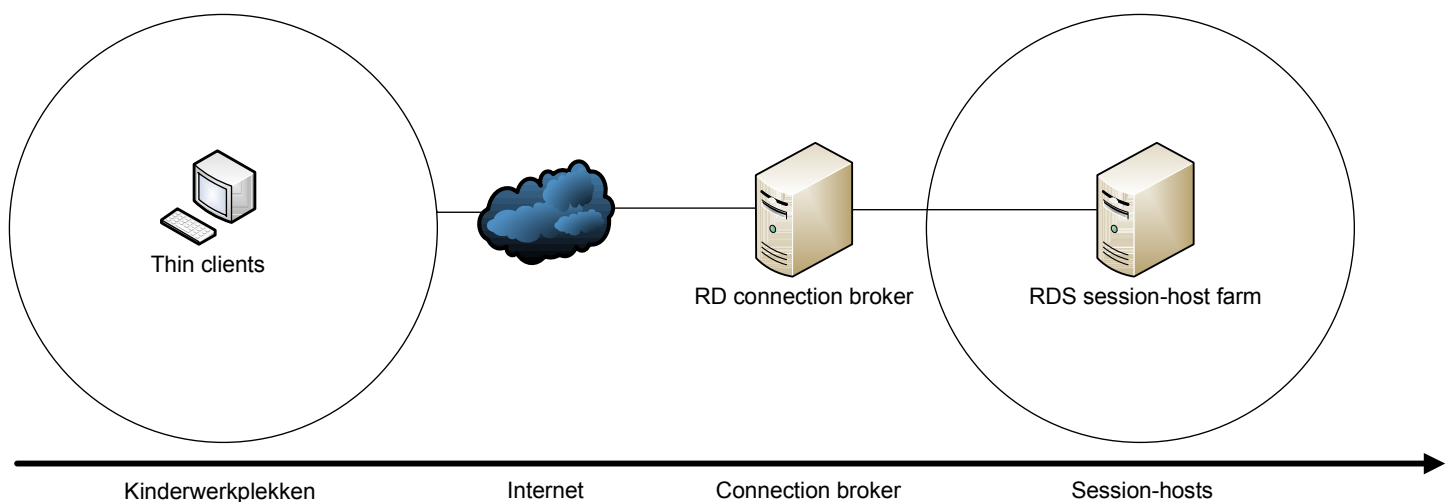 Thin clients
RD connection broker
RDS session-host farm
Kinderwerkplekken
Internet
Connection broker
Session-hosts